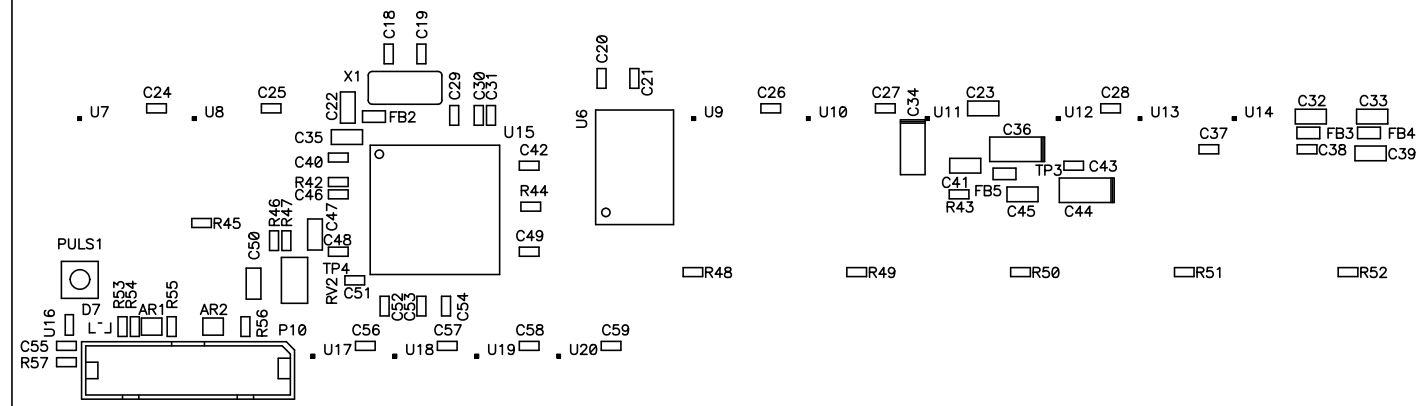 C18
C19
C20
C21
X1
C24
C25
C22
C29
C30
C31
C26
C27
C34
C23
C28
C32
C33
U7
U8
FB2
U6
U9
U10
U11
U12
U13
U14
C35
U15
C36
C37
FB3
FB4
C40
C42
TP3
C43
C38
C39
R42
C46
R44
C41
FB5
R43
C45
C44
R45
R46
R47
C47
C48
C49
PULS1
C50
TP4
RV2
C51
R48
R49
R50
R51
R52
D7
R53
R54
AR1
R55
AR2
R56
C52
C53
C54
U16
P10
C56
C57
C58
C59
C55
U17
U18
U19
U20
R57